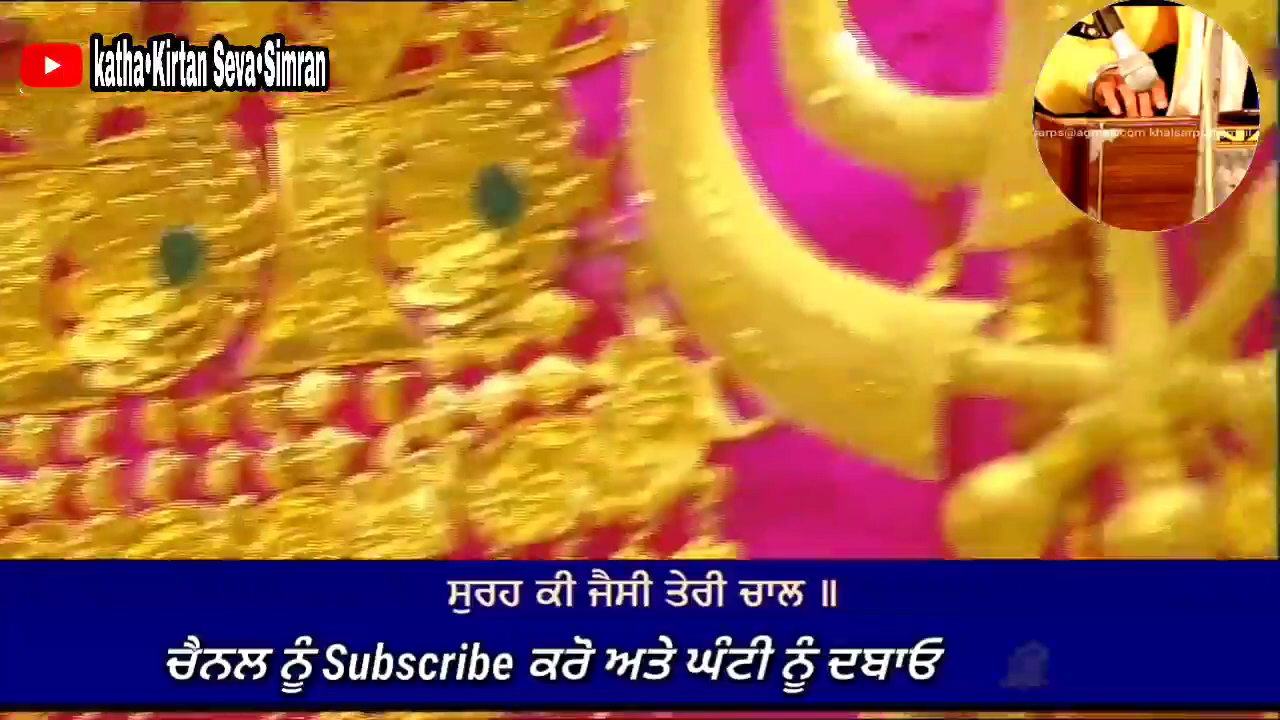 katha•Kirtan Seva•Simran
ਸੁਰਹ ਕੀ ਜੈਸੀ ਤੇਰੀ ਚਾਲ ॥
ਚੈਨਲ ਨੂੰ Subscribe ਕਰੋ ਅਤੇ ਘੰਟੀ ਨੂੰ ਦਬਾਓ